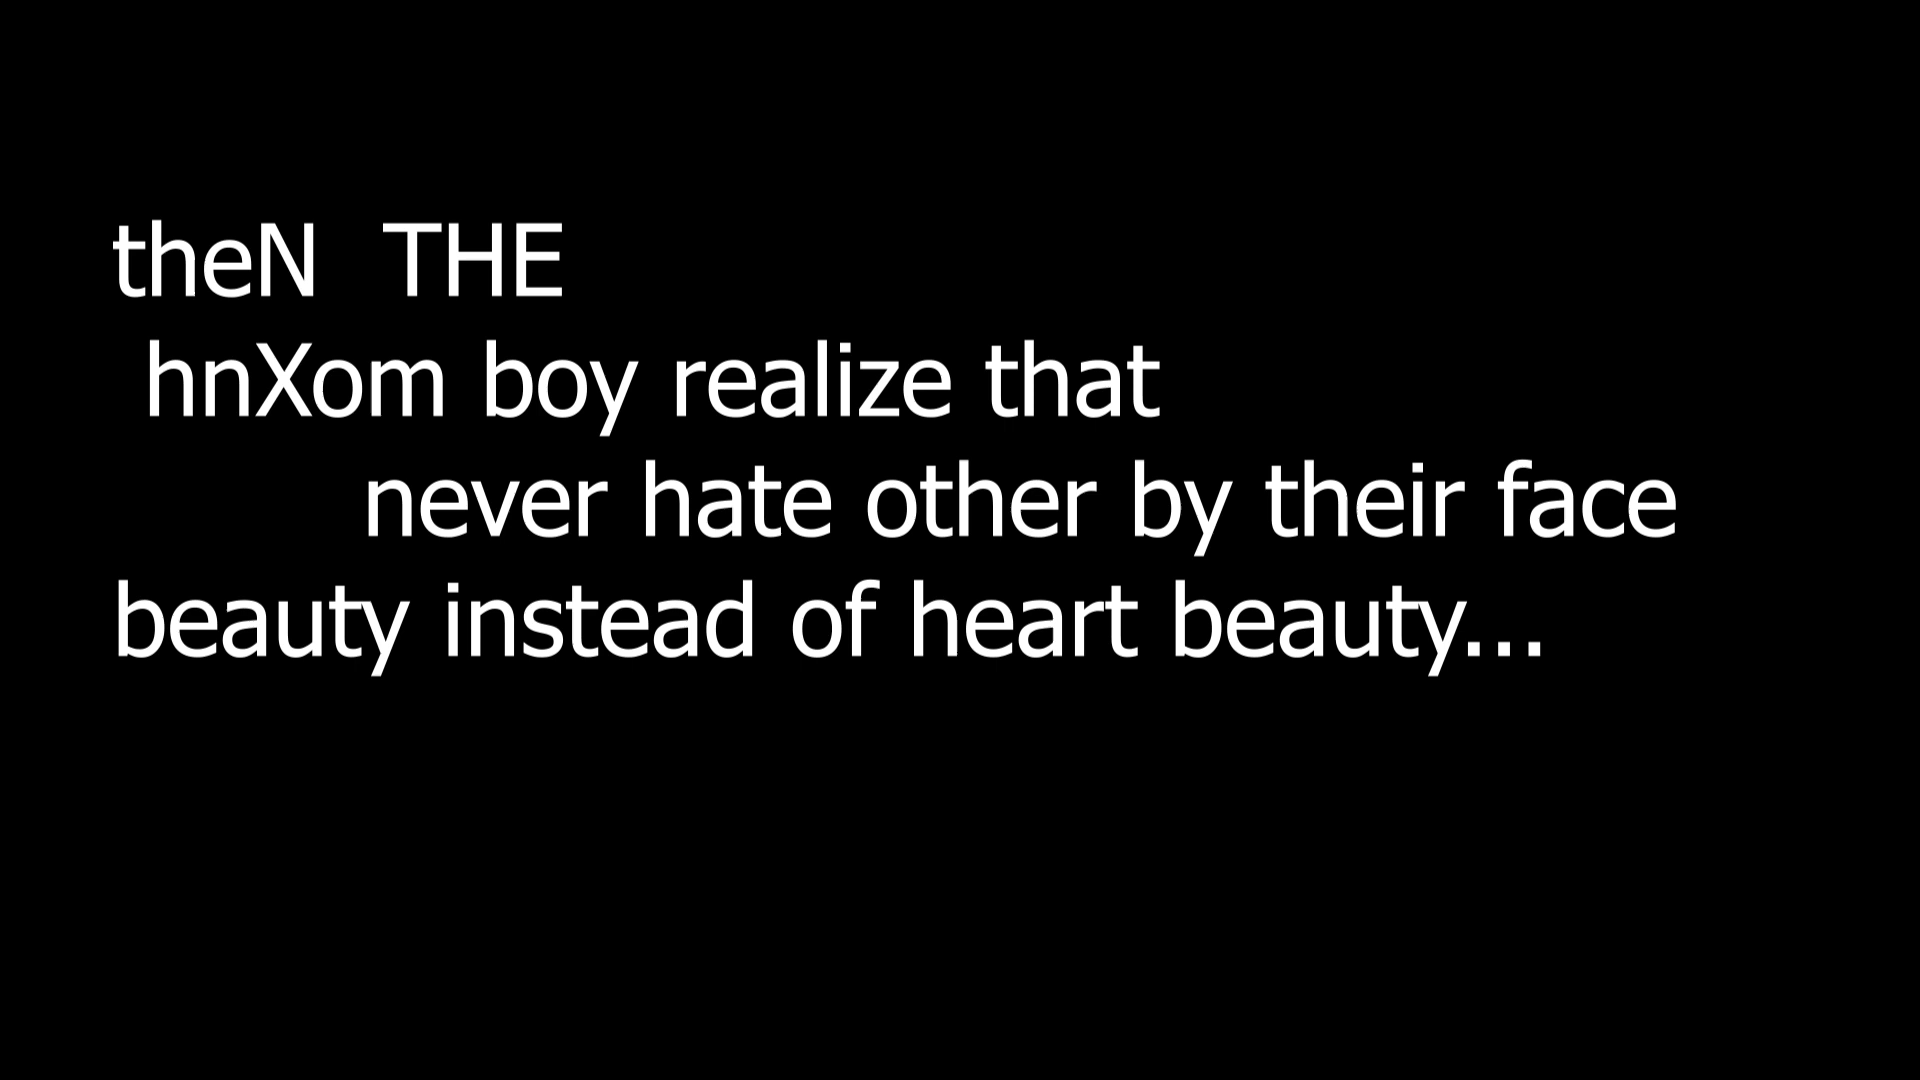 theN  THE
hnXom boy realize that
never hate other by their face
beauty instead of heart beauty...